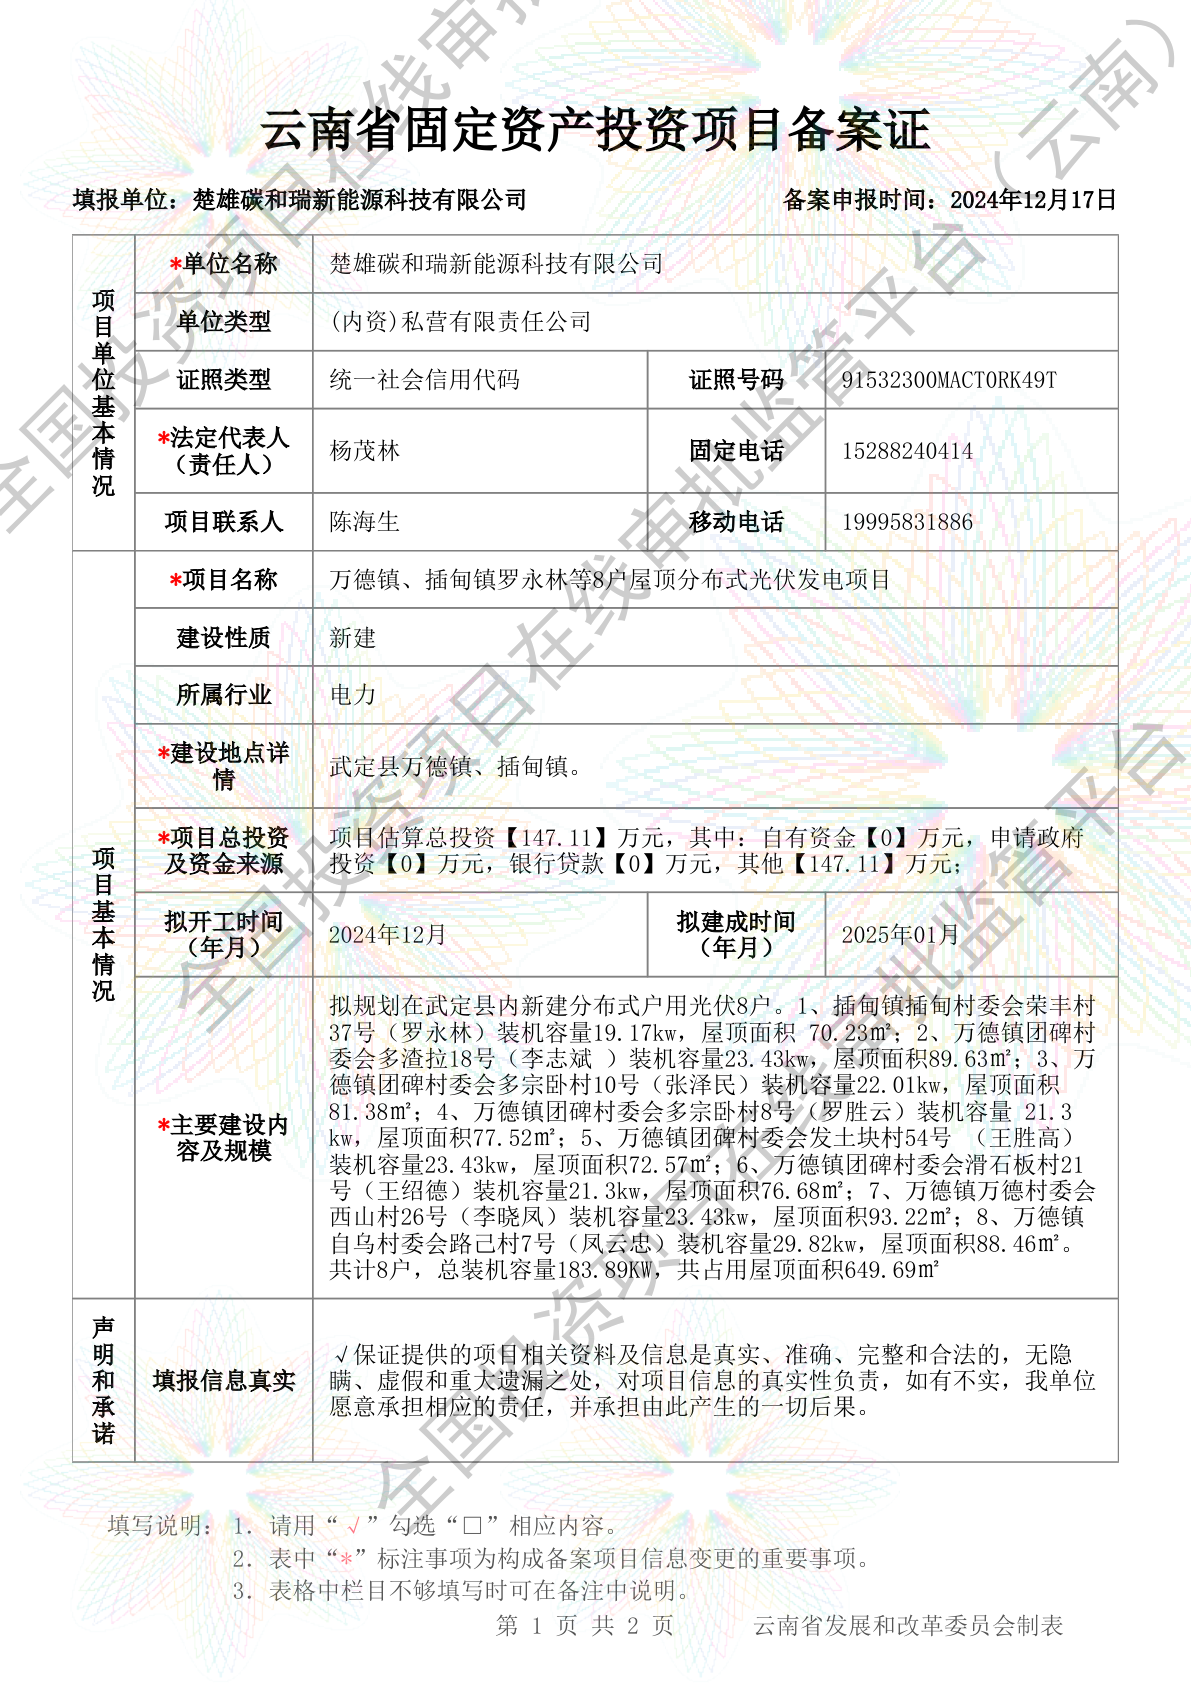 云南省固定资产投资项目备案证
填报单位：楚雄碳和瑞新能源科技有限公司 备案申报时间：2024年12月17日
项目单位基本情况
*单位名称 楚雄碳和瑞新能源科技有限公司
单位类型 (内资)私营有限责任公司
证照类型 统一社会信用代码 证照号码 91532300MACT0RK49T
*法定代表人（责任人） 杨茂林 固定电话 15288240414
项目联系人 陈海生 移动电话 19995831886
项目基本情况
*项目名称 万德镇、插甸镇罗永林等8户屋顶分布式光伏发电项目
建设性质 新建
所属行业 电力
*建设地点详情 武定县万德镇、插甸镇。
*项目总投资及资金来源
项目估算总投资【147.11】万元，其中：自有资金【0】万元，申请政府
投资【0】万元，银行贷款【0】万元，其他【147.11】万元；
拟开工时间（年月） 2024年12月 拟建成时间（年月） 2025年01月
*主要建设内容及规模
拟规划在武定县内新建分布式户用光伏8户。1、插甸镇插甸村委会荣丰村
37号（罗永林）装机容量19.17kw，屋顶面积 70.23㎡；2、万德镇团碑村
委会多渣拉18号（李志斌 ）装机容量23.43kw，屋顶面积89.63㎡；3、万
德镇团碑村委会多宗卧村10号（张泽民）装机容量22.01kw，屋顶面积
81.38㎡；4、万德镇团碑村委会多宗卧村8号（罗胜云）装机容量 21.3
kw，屋顶面积77.52㎡；5、万德镇团碑村委会发土块村54号 （王胜高）
装机容量23.43kw，屋顶面积72.57㎡；6、万德镇团碑村委会滑石板村21
号（王绍德）装机容量21.3kw，屋顶面积76.68㎡；7、万德镇万德村委会
西山村26号（李晓凤）装机容量23.43kw，屋顶面积93.22㎡；8、万德镇
自乌村委会路己村7号（凤云忠）装机容量29.82kw，屋顶面积88.46㎡。
共计8户，总装机容量183.89KW，共占用屋顶面积649.69㎡
声明和承诺
填报信息真实
√保证提供的项目相关资料及信息是真实、准确、完整和合法的，无隐
瞒、虚假和重大遗漏之处，对项目信息的真实性负责，如有不实，我单位
愿意承担相应的责任，并承担由此产生的一切后果。
填写说明： 1. 请用“√”勾选“□”相应内容。
2. 表中“*”标注事项为构成备案项目信息变更的重要事项。
3. 表格中栏目不够填写时可在备注中说明。
第 1 页 共 2 页 云南省发展和改革委员会制表
全国投资项目在线审批
全国投资项目在线审批监管平台（云南）
全国投资项目在线审批监管平台